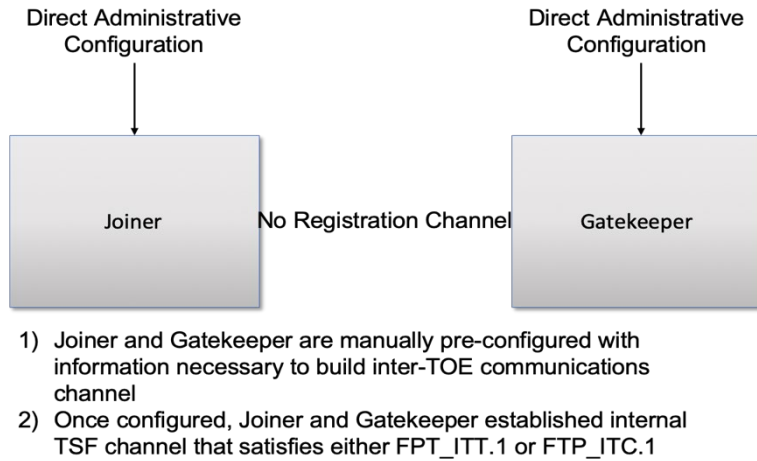 Direct Administrative
Configuration
Direct Administrative
Configuration
Joiner
No Registration Channel
Gatekeeper
1) Joiner and Gatekeeper are manually pre-configured with
information necessary to build inter-TOE communications
channel
2) Once configured, Joiner and Gatekeeper established internal
TSF channel that satisfies either FPT_ITT.1 or FTP_ITC.1